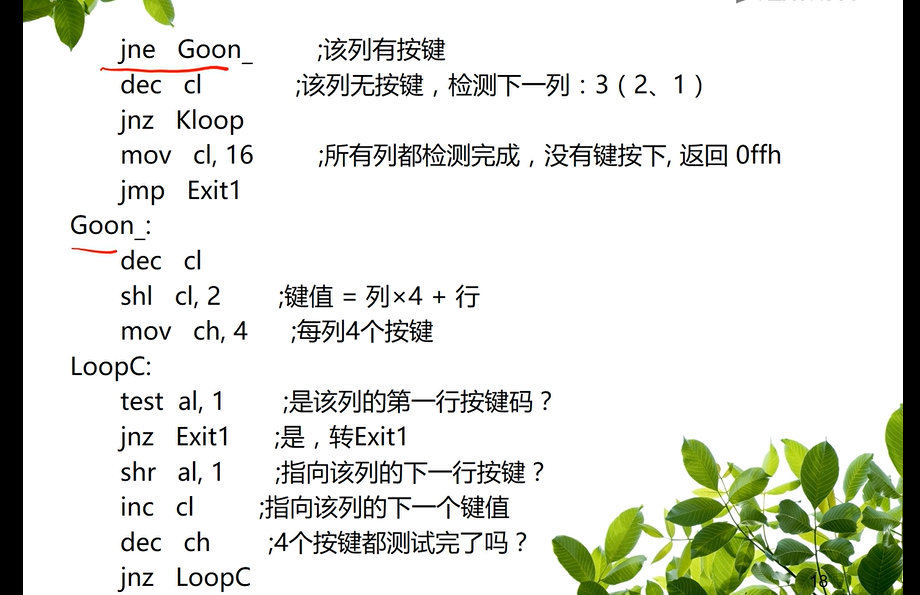 jne Goon_ ;该列有按键
dec cl ;该列无按键，检测下一列：3（2、1）
jnz Kloop
mov cl, 16 ;所有列都检测完成，没有键按下, 返回 0ffh
jmp Exit1
Goon_:
dec cl
shl cl, 2 ;键值 = 列×4 + 行
mov ch, 4 ;每列4个按键
LoopC:
test al, 1 ;是该列的第一行按键码？
jnz Exit1 ;是，转Exit1
shr al, 1 ;指向该列的下一行按键？
inc cl ;指向该列的下一个键值
dec ch ;4个按键都测试完了吗？
jnz LoopC
18